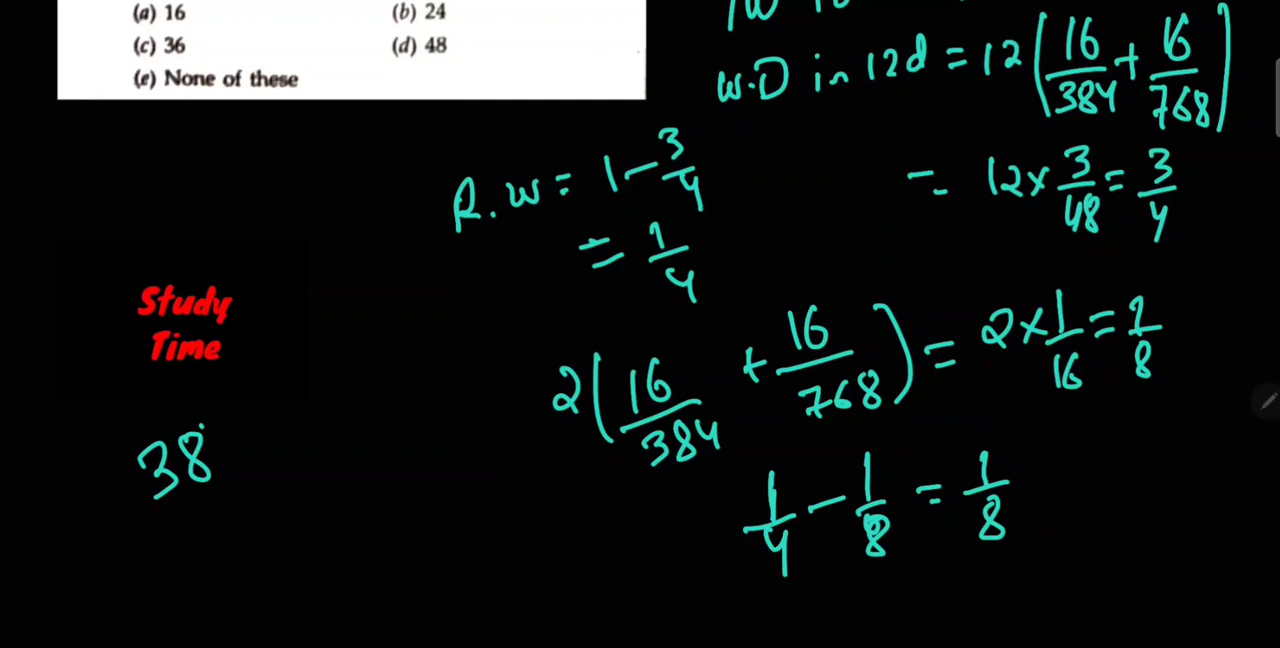 (a) 16 (b) 24
(c) 36 (d) 48
(e) None of these
W.D in 12d = 12 (16/384 + 16/768)
= 12 × 3/48 = 3/4
R.W = 1 - 3/4
= 1/4
2 (16/384 + 16/768) = 2 × 1/16 = 1/8
1/4 - 1/8 = 1/8
Study
Time
38